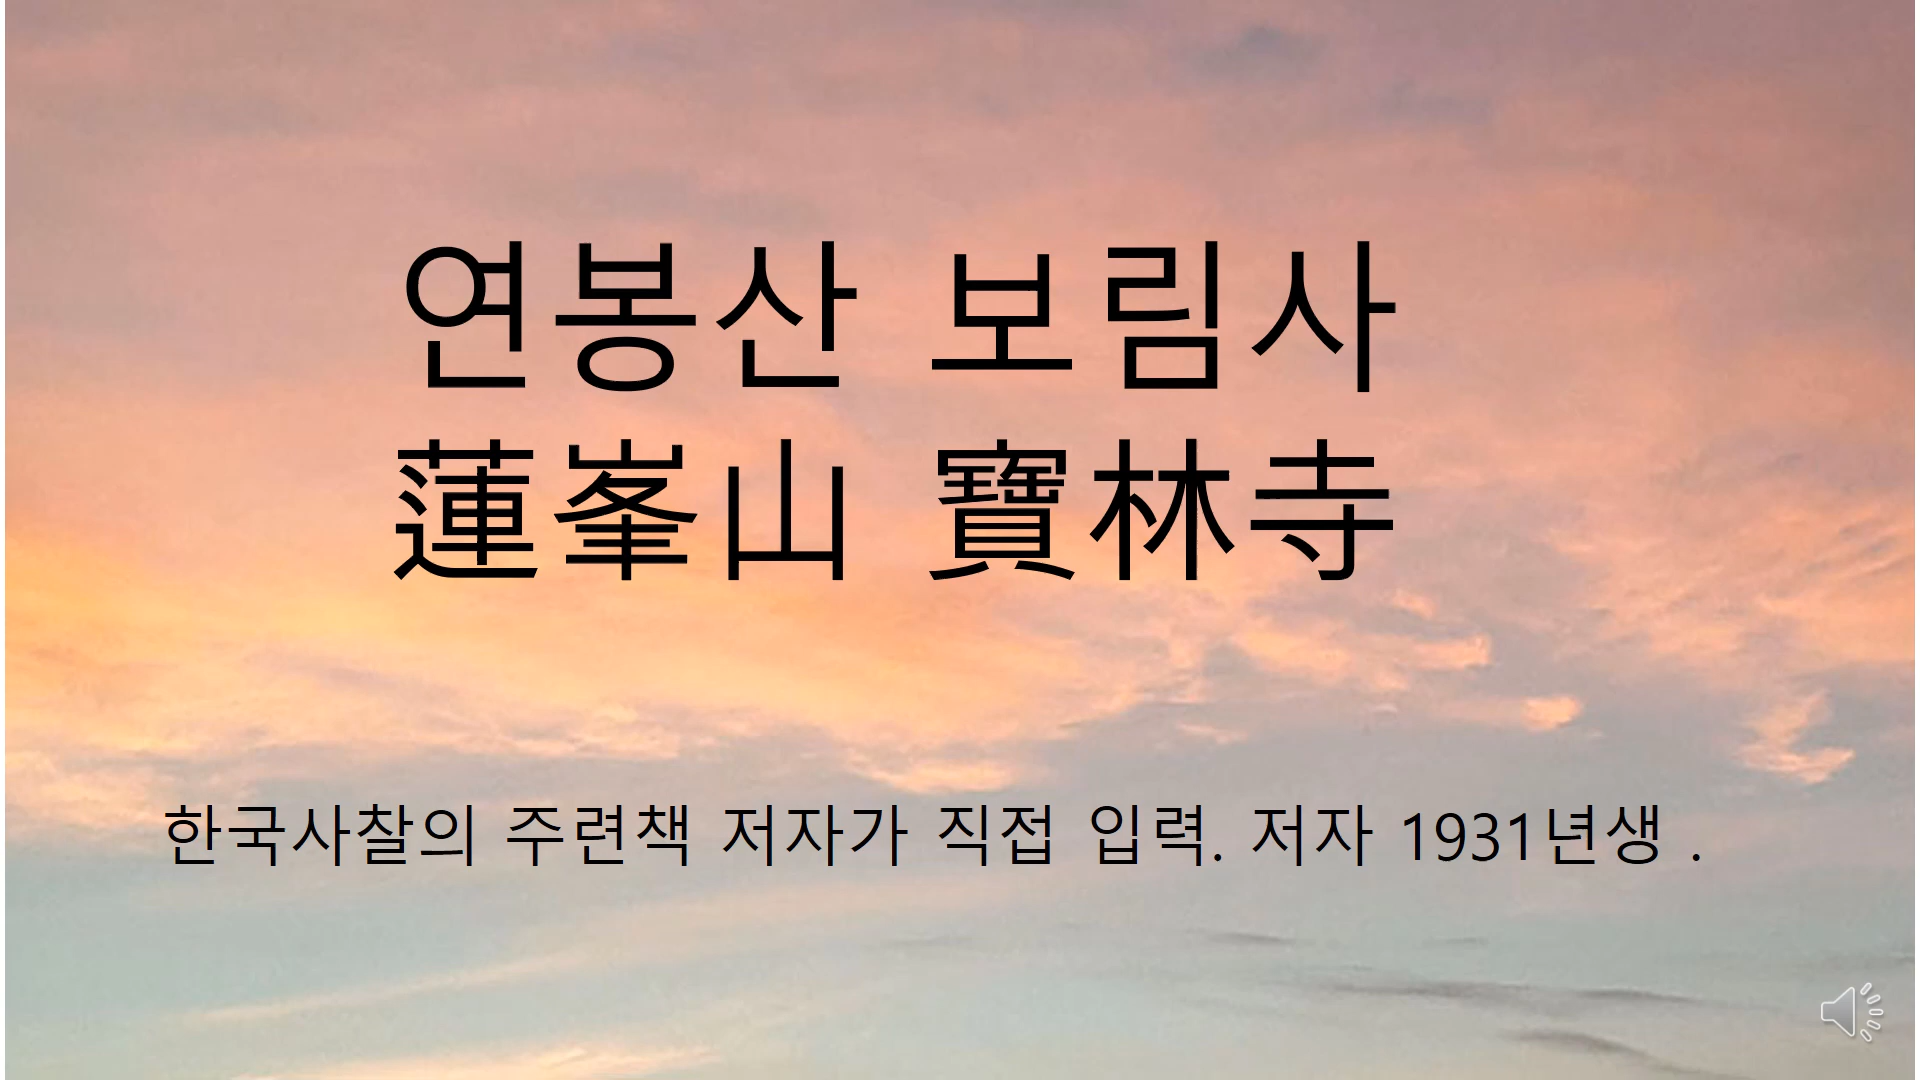 연봉산 보림사
蓮峯山 寶林寺
한국사찰의 주련책 저자가 직접 입력. 저자 1931년생 .